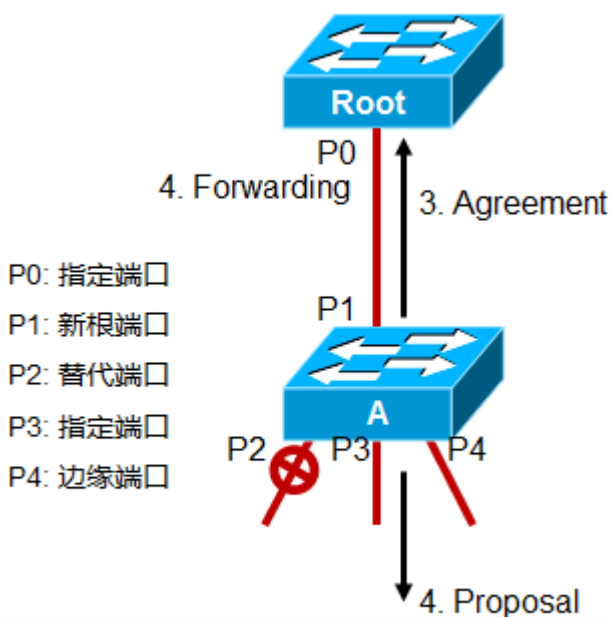 Root
P0
4. Forwarding
3. Agreement
P0: 指定端口
P1: 新根端口
P2: 替代端口
P3: 指定端口
P4: 边缘端口
P1
A
P2
P3
P4
4. Proposal